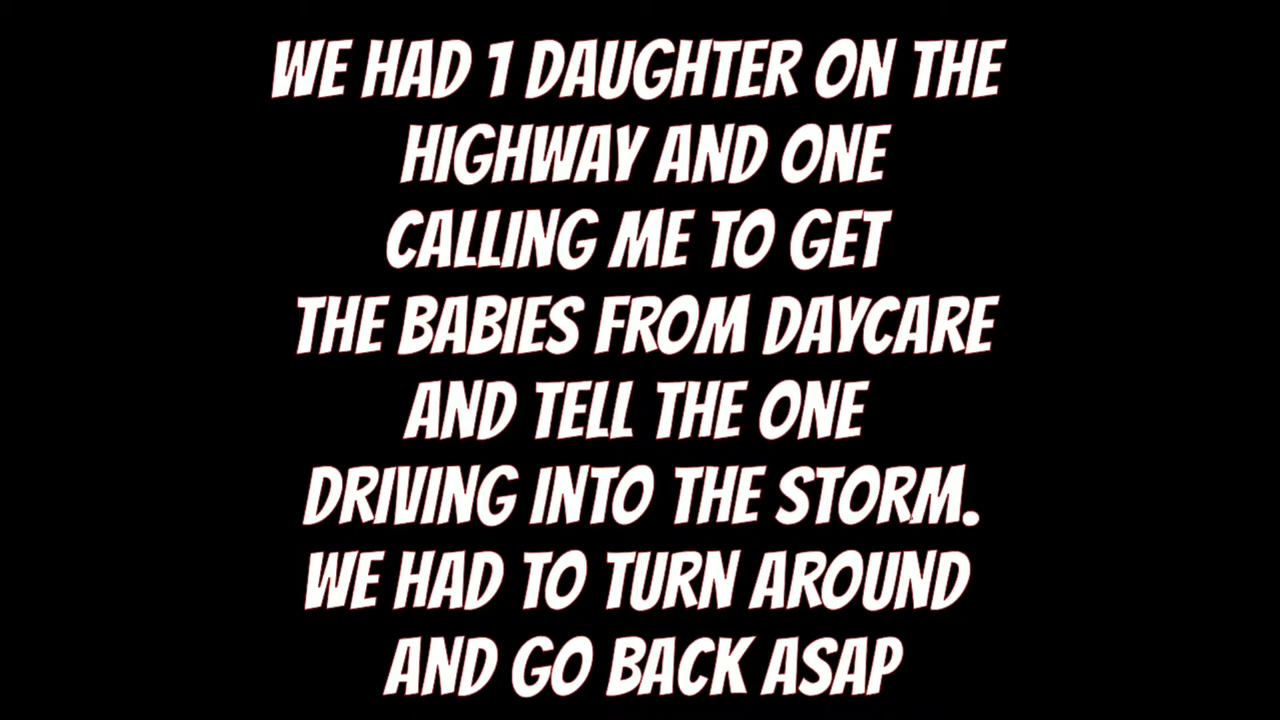 WE HAD 1 DAUGHTER ON THE
HIGHWAY AND ONE
CALLING ME TO GET
THE BABIES FROM DAYCARE
AND TELL THE ONE
DRIVING INTO THE STORM.
WE HAD TO TURN AROUND
AND GO BACK ASAP